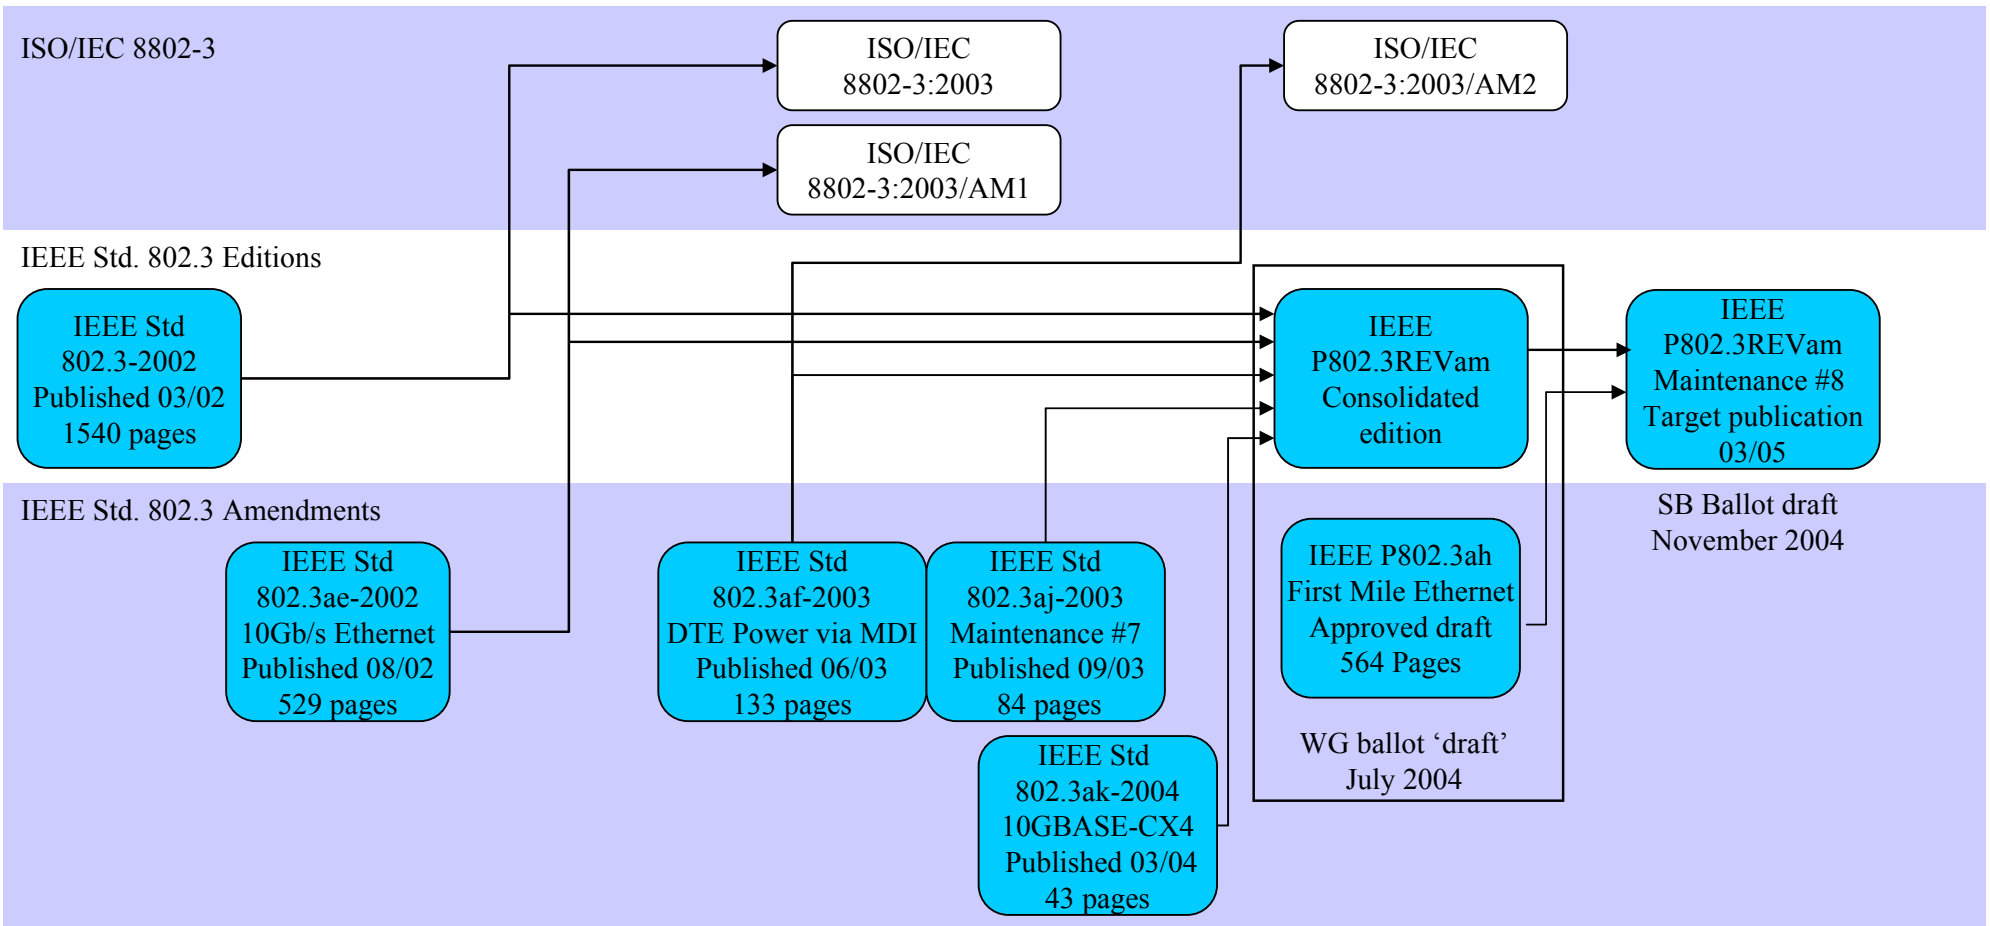 ISO/IEC 8802-3
ISO/IEC
8802-3:2003
ISO/IEC
8802-3:2003/AM2
ISO/IEC
8802-3:2003/AM1
IEEE Std. 802.3 Editions
IEEE Std
802.3-2002
Published 03/02
1540 pages
IEEE
P802.3REVam
Consolidated
edition
IEEE
P802.3REVam
Maintenance #8
Target publication
03/05
IEEE Std. 802.3 Amendments
SB Ballot draft
November 2004
IEEE Std
802.3ae-2002
10Gb/s Ethernet
Published 08/02
529 pages
IEEE Std
802.3af-2003
DTE Power via MDI
Published 06/03
133 pages
IEEE Std
802.3aj-2003
Maintenance #7
Published 09/03
84 pages
IEEE P802.3ah
First Mile Ethernet
Approved draft
564 Pages
WG ballot ‘draft’
July 2004
IEEE Std
802.3ak-2004
10GBASE-CX4
Published 03/04
43 pages